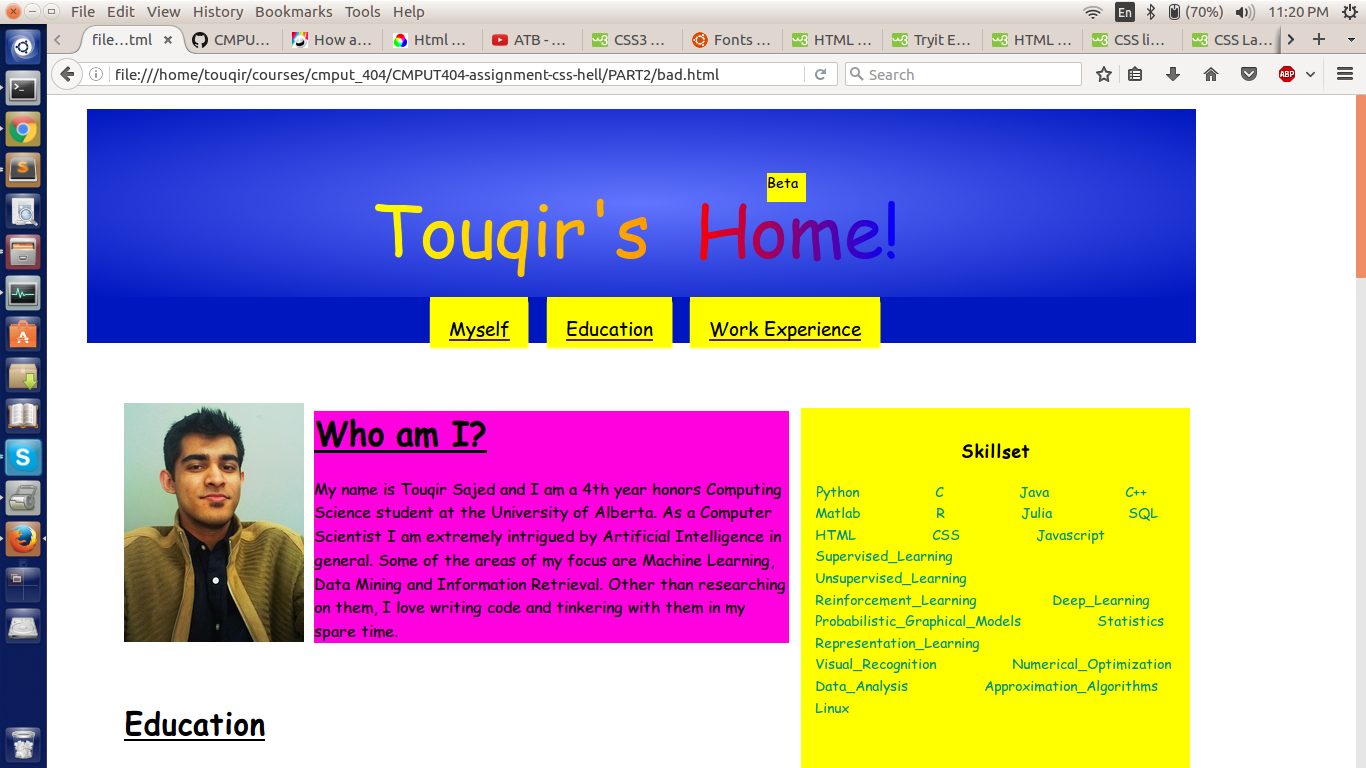 File Edit View History Bookmarks Tools Help
En (70%) 11:20 PM
file...tml CMPU... How a... Html ... ATB - ... CSS3 ... Fonts ... HTML ... Tryit E... HTML ... CSS li... CSS La...
file:///home/touqir/courses/cmput_404/CMPUT404-assignment-css-hell/PART2/bad.html
Search
ABP
Beta
Touqir's Home!
Myself Education Work Experience
Who am I?
My name is Touqir Sajed and I am a 4th year honors Computing
Science student at the University of Alberta. As a Computer
Scientist I am extremely intrigued by Artificial Intelligence in
general. Some of the areas of my focus are Machine Learning,
Data Mining and Information Retrieval. Other than researching
on them, I love writing code and tinkering with them in my
spare time.
Skillset
Python C Java C++
Matlab R Julia SQL
HTML CSS Javascript
Supervised_Learning
Unsupervised_Learning
Reinforcement_Learning Deep_Learning
Probabilistic_Graphical_Models Statistics
Representation_Learning
Visual_Recognition Numerical_Optimization
Data_Analysis Approximation_Algorithms
Linux
Education